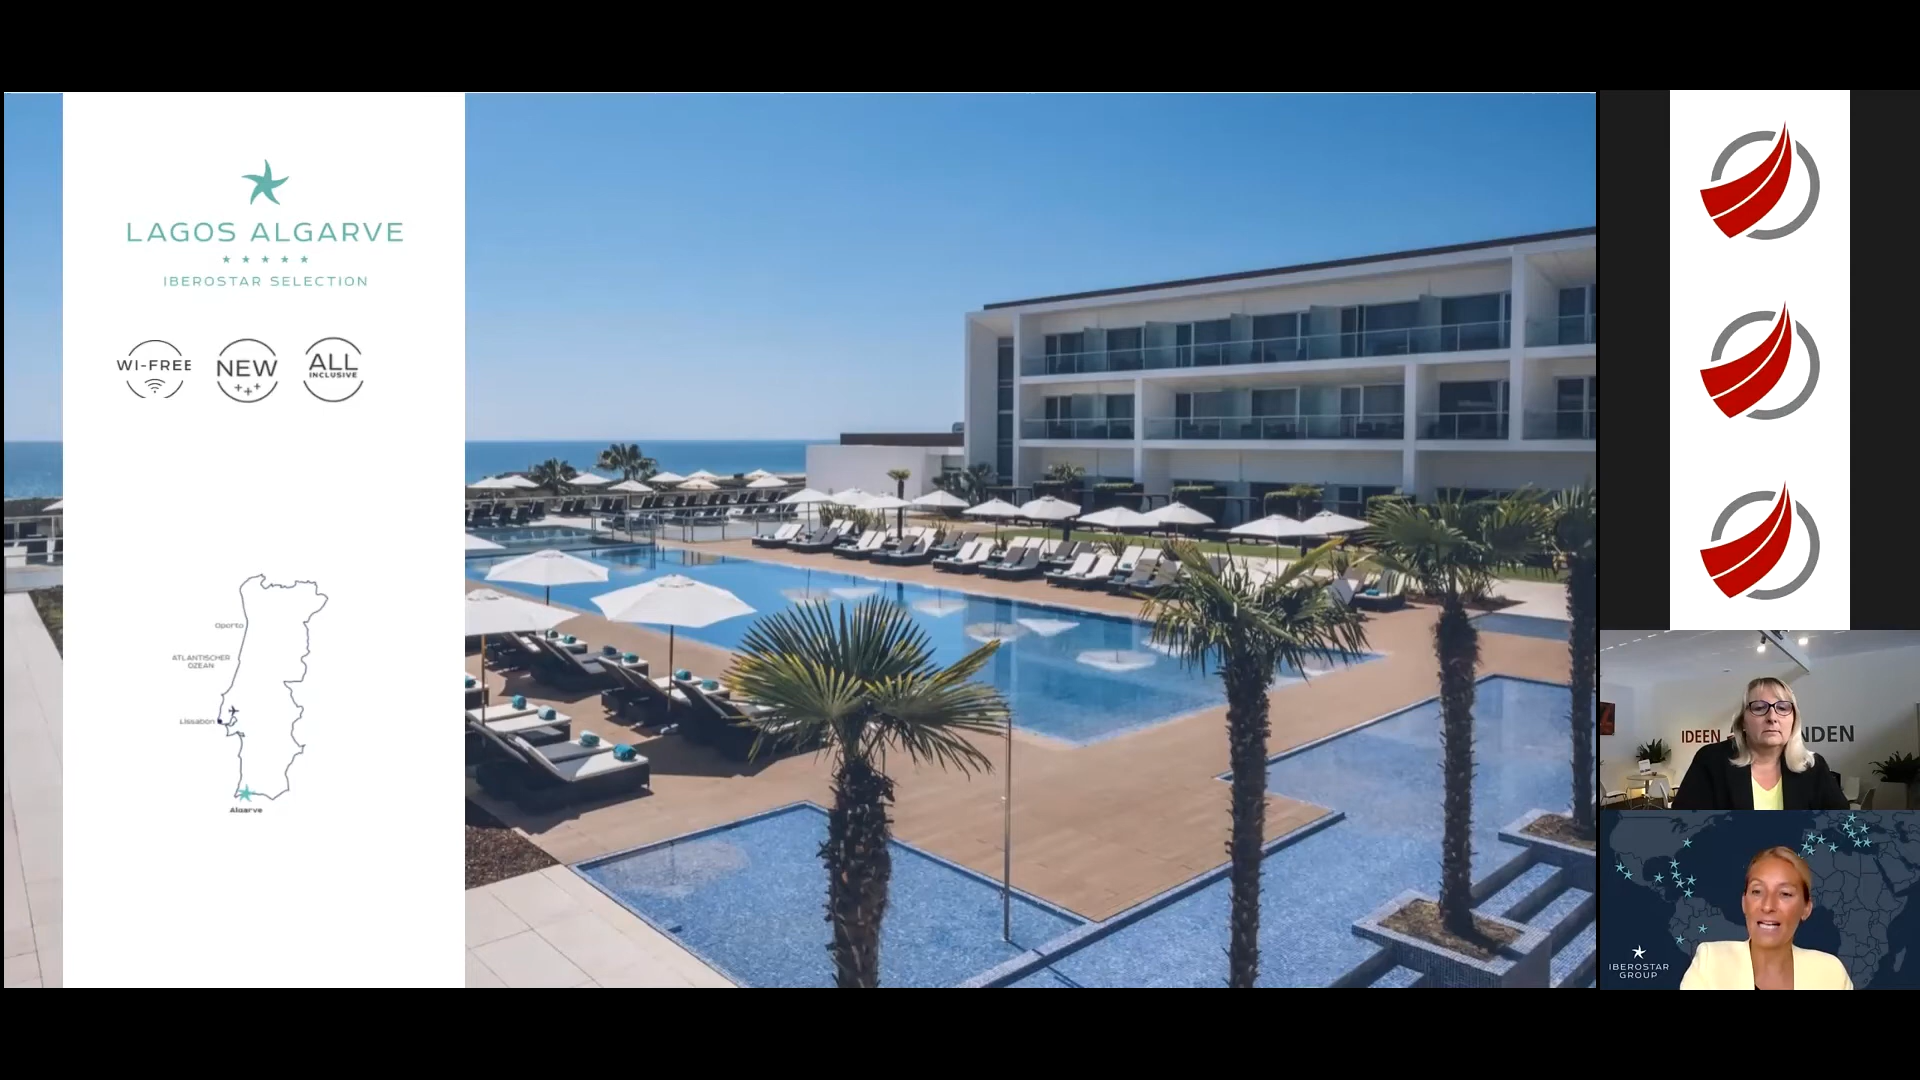 LAGOS ALGARVE
IBEROSTAR SELECTION
WI-FREE
NEW
ALL
INCLUSIVE
Oporto
ATLANTISCHER
OZEAN
Lissabon
Algarve
IDEEN
NDEN
IBEROSTAR
GROUP